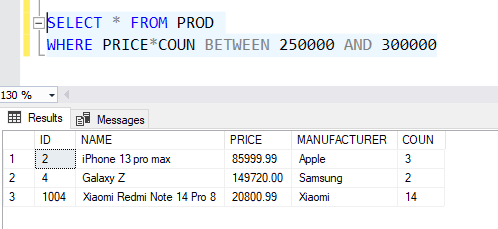 SELECT * FROM PROD
WHERE PRICE*COUN BETWEEN 250000 AND 300000
130 %
Results Messages
ID NAME PRICE MANUFACTURER COUN
1 2 iPhone 13 pro max 85999.99 Apple 3
2 4 Galaxy Z 149720.00 Samsung 2
3 1004 Xiaomi Redmi Note 14 Pro 8 20800.99 Xiaomi 14